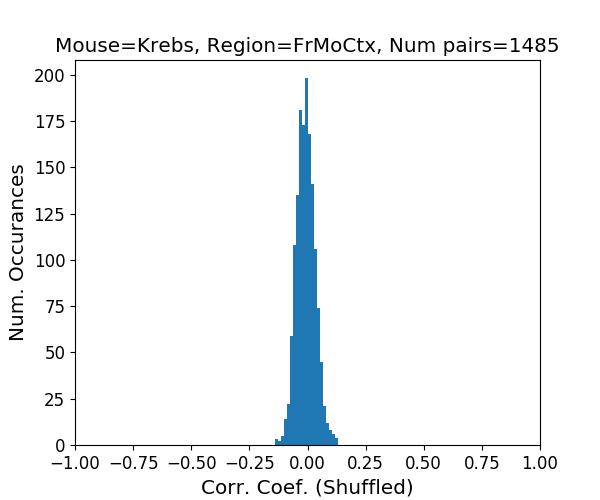 Mouse=Krebs, Region=FrMoCtx, Num pairs=1485
200
175
150
125
100
75
50
25
0
Num. Occurances
−1.00 −0.75 −0.50 −0.25 0.00 0.25 0.50 0.75 1.00
Corr. Coef. (Shuffled)